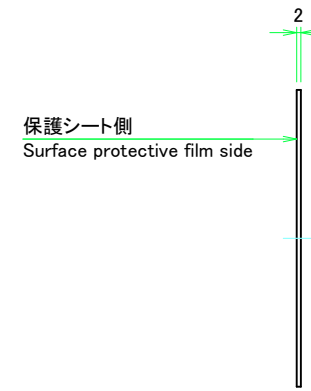 2
保護シート側
Surface protective film side